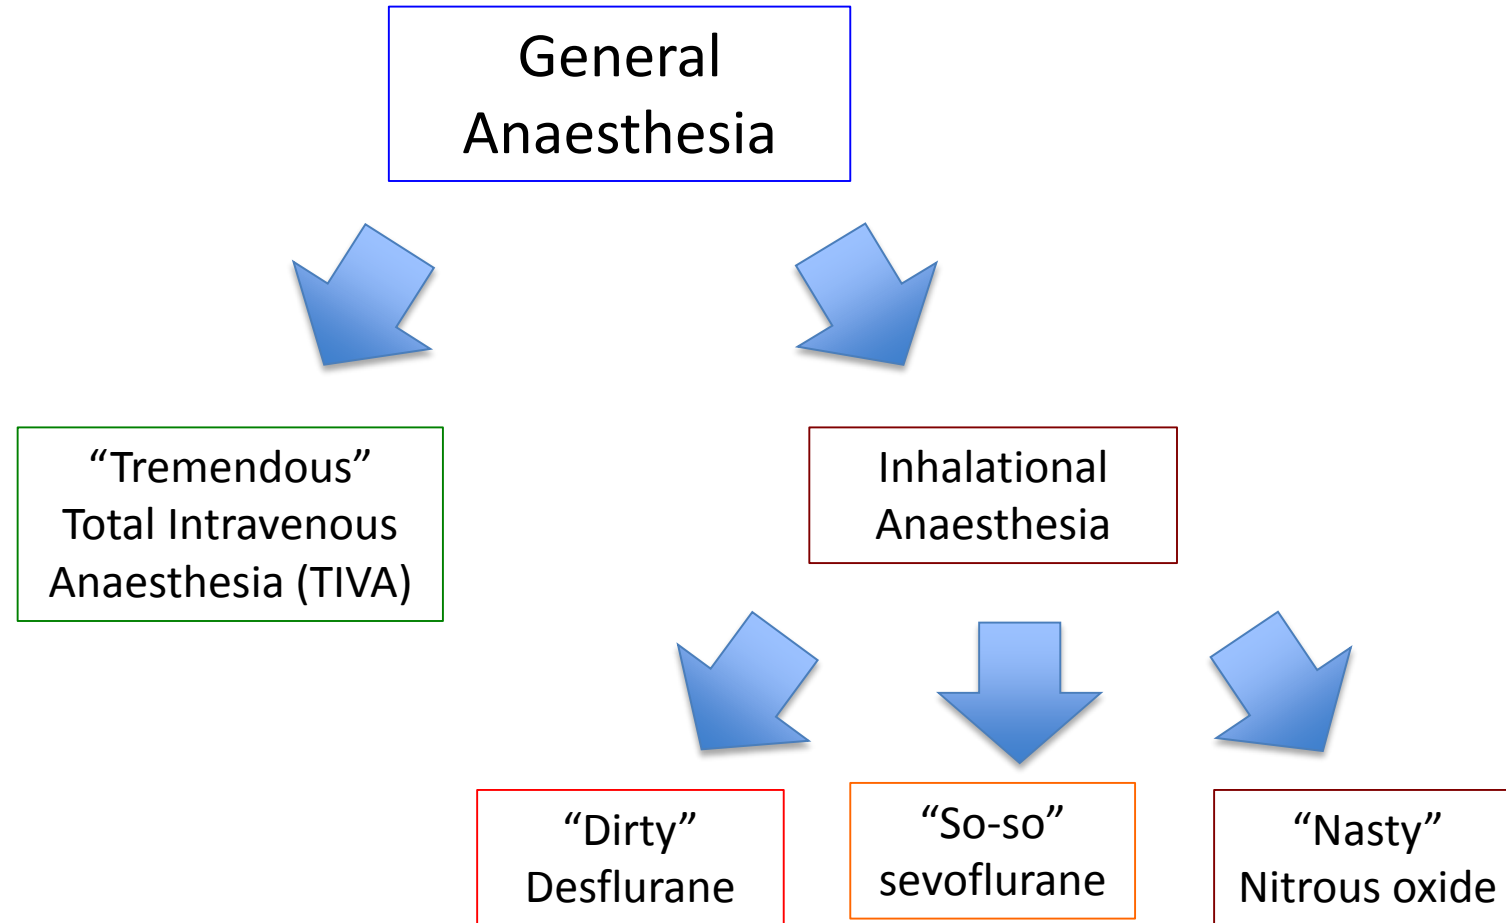 General
Anaesthesia
“Tremendous”
Total Intravenous
Anaesthesia (TIVA)
Inhalational
Anaesthesia
“Dirty”
Desflurane
“So-so”
sevoflurane
“Nasty”
Nitrous oxide